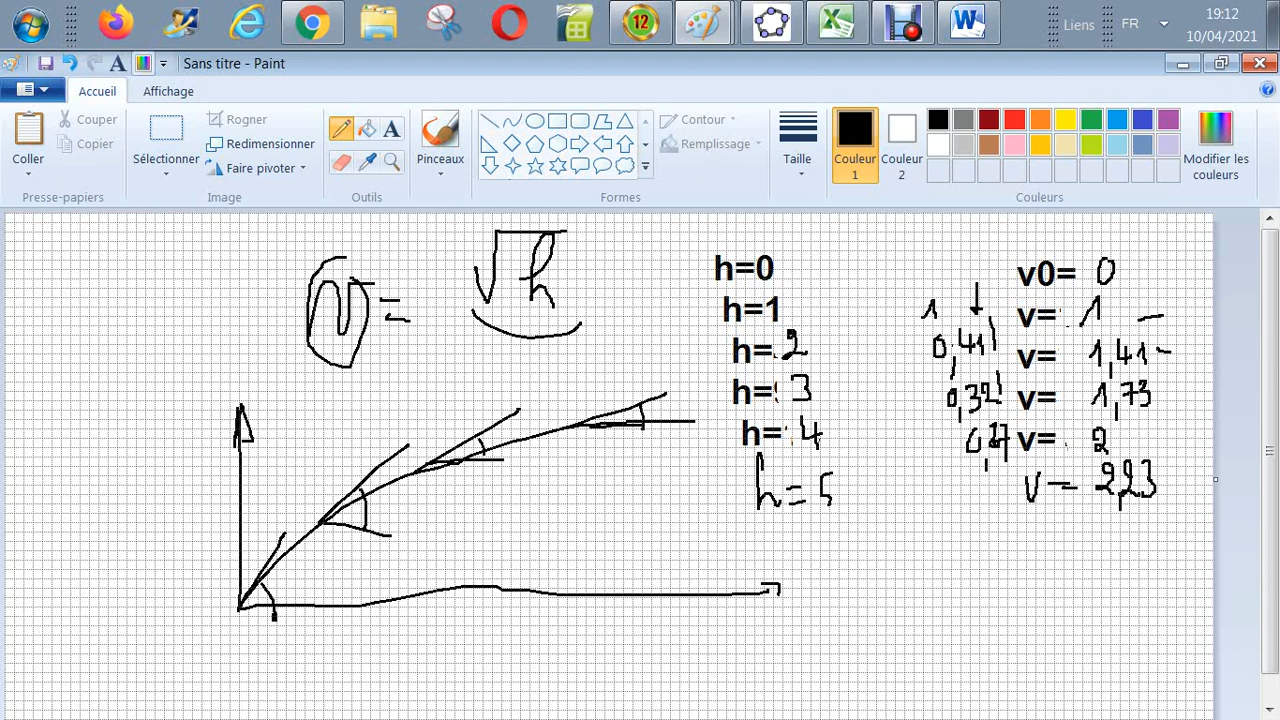 19:12
Liens
FR
10/04/2021
12
Sans titre - Paint
Accueil
Affichage
Couper
Copier
Coller
Presse-papiers
Rogner
Redimensionner
Faire pivoter
Sélectionner
Image
Outils
Pinceaux
Contour
Remplissage
Formes
Taille
Couleur 1
Couleur 2
Modifier les couleurs
Couleurs
v = √h
h=0 v0= 0
h=1 1 v= 1
h= 2 0,41 v= 1,41
h= 3 0,32 v= 1,73
h= 4 0,27 v= 2
h = 5 v = 2,23